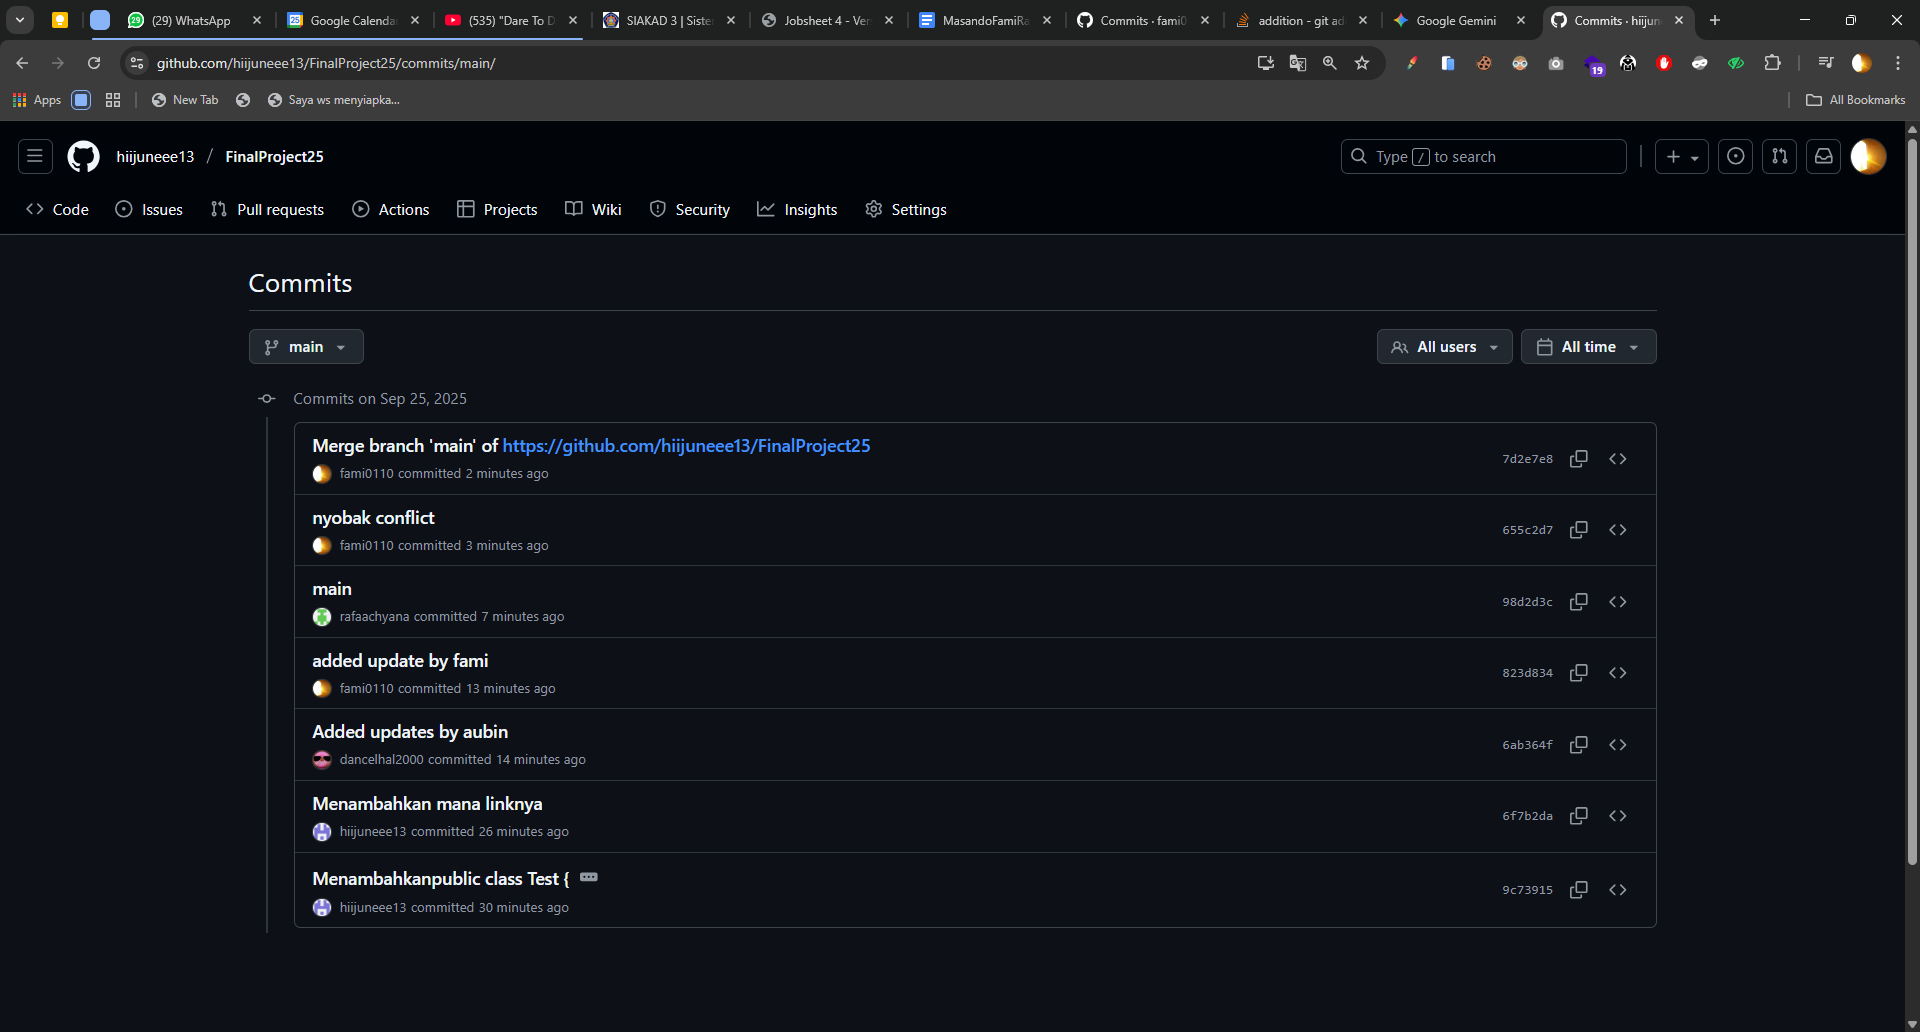 (29) WhatsApp
Google Calenda
(535) "Dare To D
SIAKAD 3 | Sister
Jobsheet 4 - Ver
MasandoFamiRa
Commits · fami0
addition - git ad
Google Gemini
Commits · hiijun
github.com/hiijuneee13/FinalProject25/commits/main/
19
Apps
New Tab
Saya ws menyiapka...
All Bookmarks
hiijuneee13 / FinalProject25
Type / to search
Code
Issues
Pull requests
Actions
Projects
Wiki
Security
Insights
Settings
Commits
main
All users
All time
Commits on Sep 25, 2025
Merge branch 'main' of https://github.com/hiijuneee13/FinalProject25
fami0110 committed 2 minutes ago
7d2e7e8
nyobak conflict
fami0110 committed 3 minutes ago
655c2d7
main
rafaachyana committed 7 minutes ago
98d2d3c
added update by fami
fami0110 committed 13 minutes ago
823d834
Added updates by aubin
dancelhal2000 committed 14 minutes ago
6ab364f
Menambahkan mana linknya
hiijuneee13 committed 26 minutes ago
6f7b2da
Menambahkanpublic class Test {
hiijuneee13 committed 30 minutes ago
9c73915